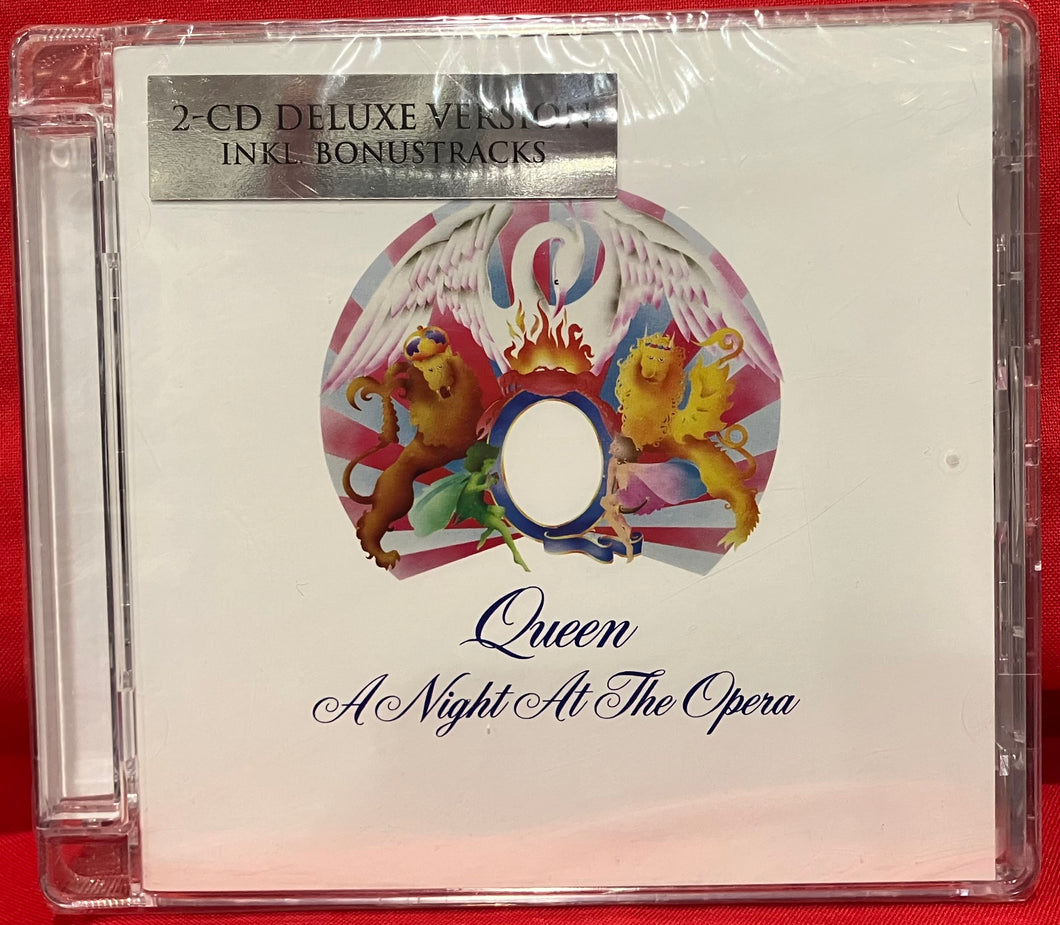 2-CD DELUXE VERSION
INKL. BONUSTRACKS
Queen
A Night At The Opera